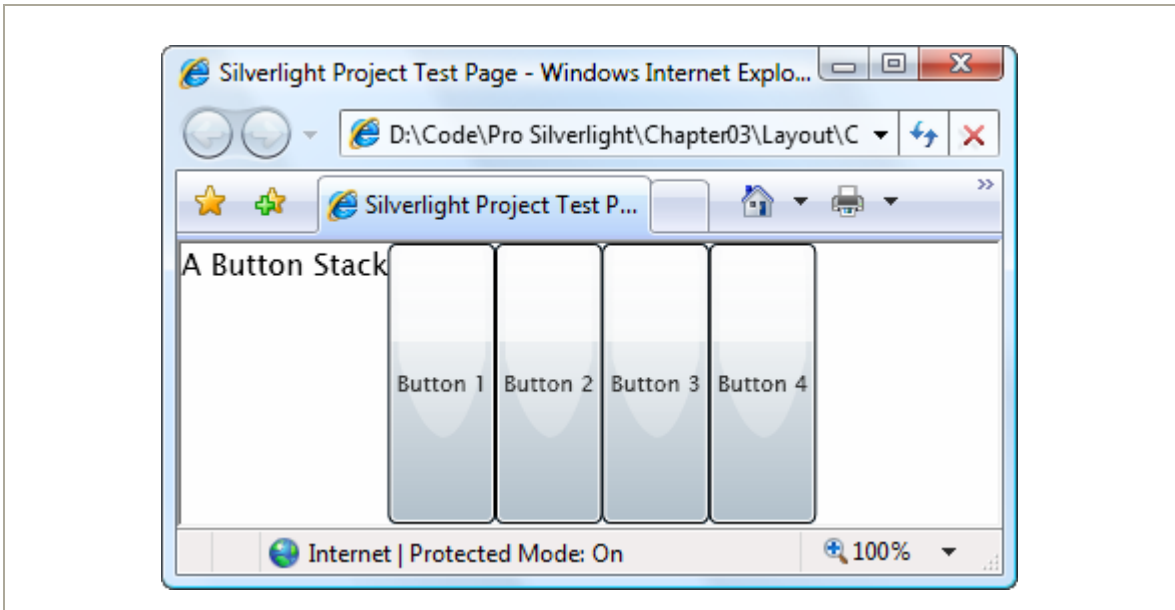 Silverlight Project Test Page - Windows Internet Explo...
D:\Code\Pro Silverlight\Chapter03\Layout\C
Silverlight Project Test P...
A Button Stack
Button 1
Button 2
Button 3
Button 4
Internet | Protected Mode: On
100%